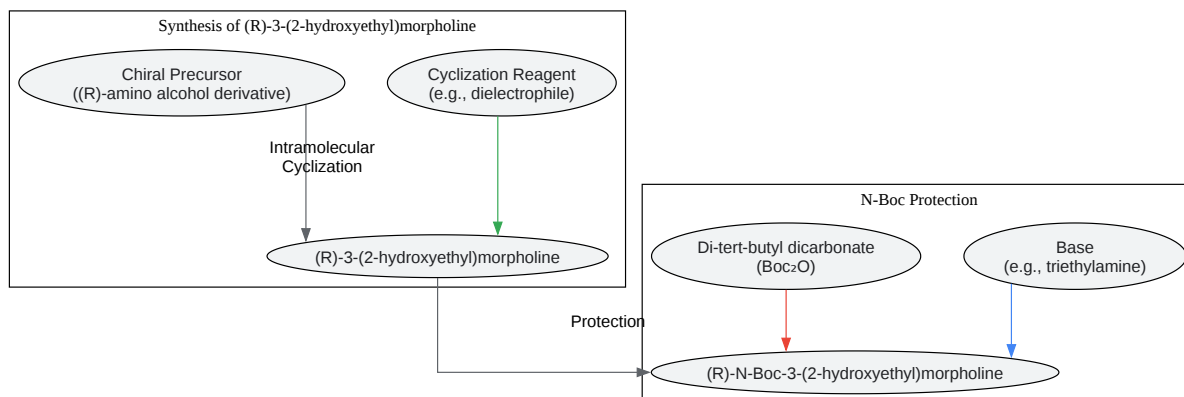 Synthesis of (R)-3-(2-hydroxyethyl)morpholine
Chiral Precursor
((R)-amino alcohol derivative)
Cyclization Reagent
(e.g., dielectrophile)
Intramolecular
Cyclization
(R)-3-(2-hydroxyethyl)morpholine
N-Boc Protection
Di-tert-butyl dicarbonate
(Boc₂O)
Base
(e.g., triethylamine)
Protection
(R)-N-Boc-3-(2-hydroxyethyl)morpholine